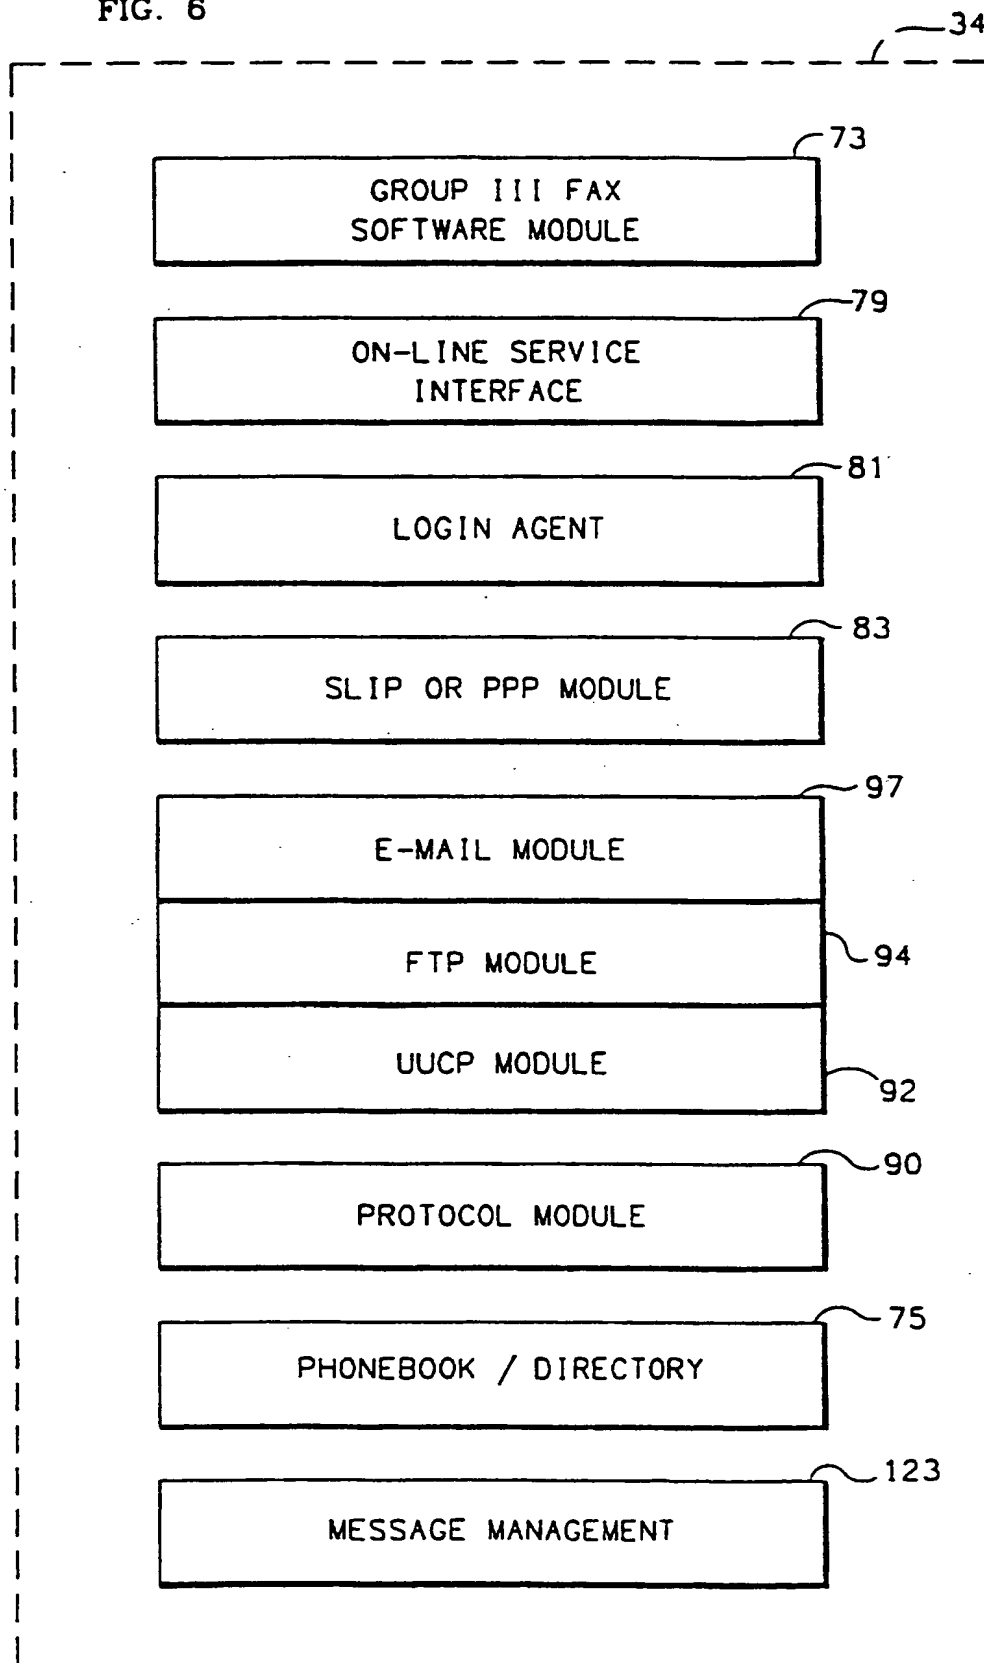 FIG. 6
34
73
GROUP III FAX
SOFTWARE MODULE
79
ON-LINE SERVICE
INTERFACE
81
LOGIN AGENT
83
SLIP OR PPP MODULE
97
E-MAIL MODULE
FTP MODULE
94
UUCP MODULE
92
90
PROTOCOL MODULE
75
PHONEBOOK / DIRECTORY
123
MESSAGE MANAGEMENT